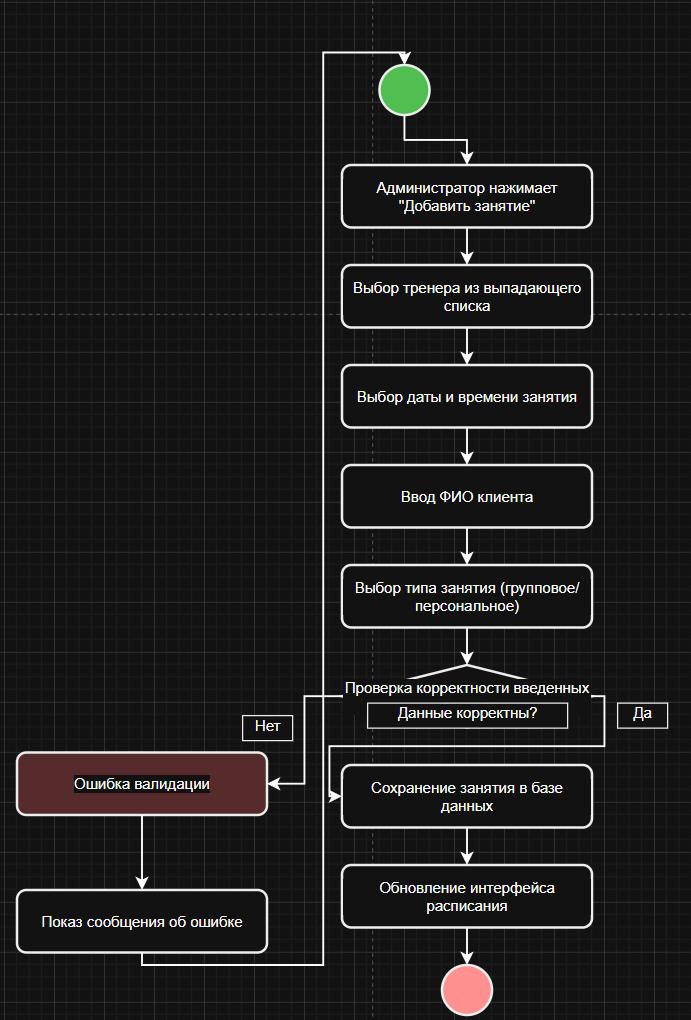 Администратор нажимает
"Добавить занятие"
Выбор тренера из выпадающего
списка
Выбор даты и времени занятия
Ввод ФИО клиента
Выбор типа занятия (групповое/
персональное)
Проверка корректности введенных
Данные корректны?
Да
Нет
Ошибка валидации
Сохранение занятия в базе
данных
Обновление интерфейса
расписания
Показ сообщения об ошибке